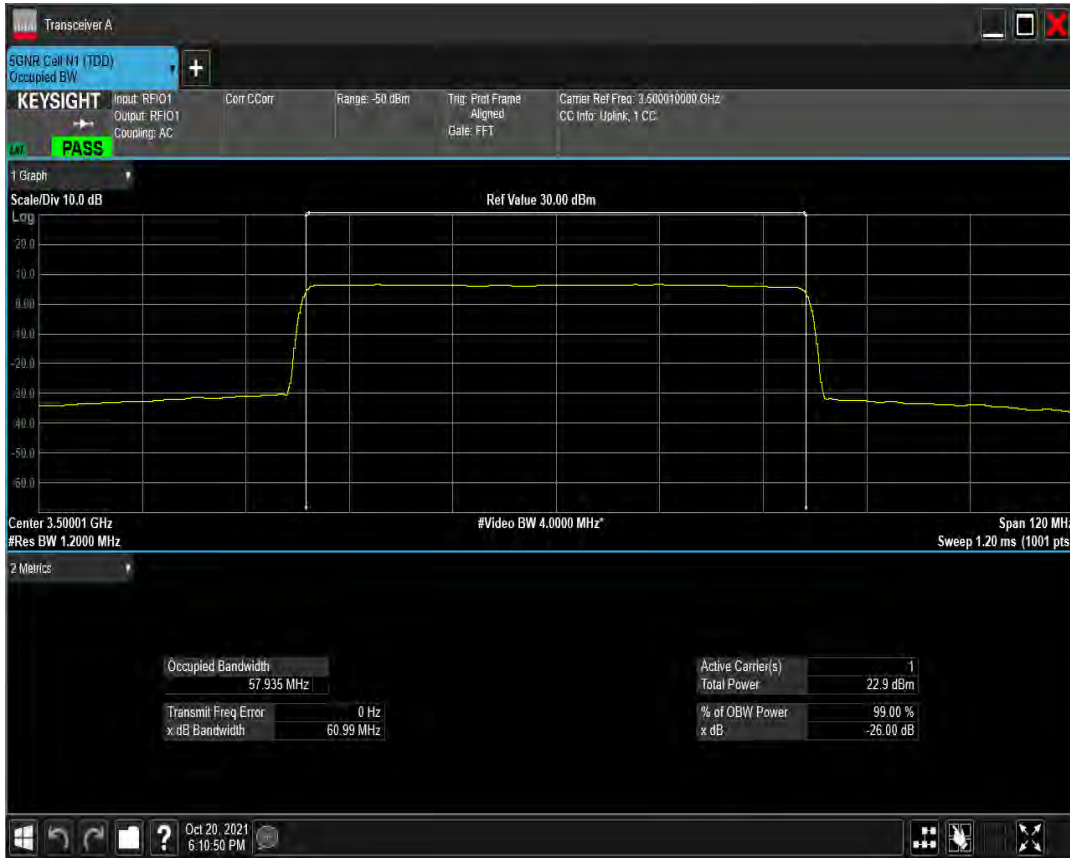 Transceiver A
5GNR Cell N1 (TDD)
Occupied BW
+
KEYSIGHT
Input: RFIO1
Output: RFIO1
Coupling: AC
Corr CCorr
Range: -50 dBm
Trig: Prot Frame
Aligned
Gate: FFT
Carrier Ref Freq: 3.500010000 GHz
CC Info: Uplink, 1 CC
PASS
1 Graph
Scale/Div 10.0 dB
Ref Value 30.00 dBm
Log
20.0
10.0
0.00
-10.0
-20.0
-30.0
-40.0
-50.0
-60.0
Center 3.50001 GHz
#Video BW 4.0000 MHz*
Span 120 MHz
#Res BW 1.2000 MHz
Sweep 1.20 ms (1001 pts
2 Metrics
Occupied Bandwidth
57.935 MHz
Transmit Freq Error 0 Hz
x dB Bandwidth 60.99 MHz
Active Carrier(s) 1
Total Power 22.9 dBm
% of OBW Power 99.00 %
x dB -26.00 dB
?
Oct 20, 2021
6:10:50 PM